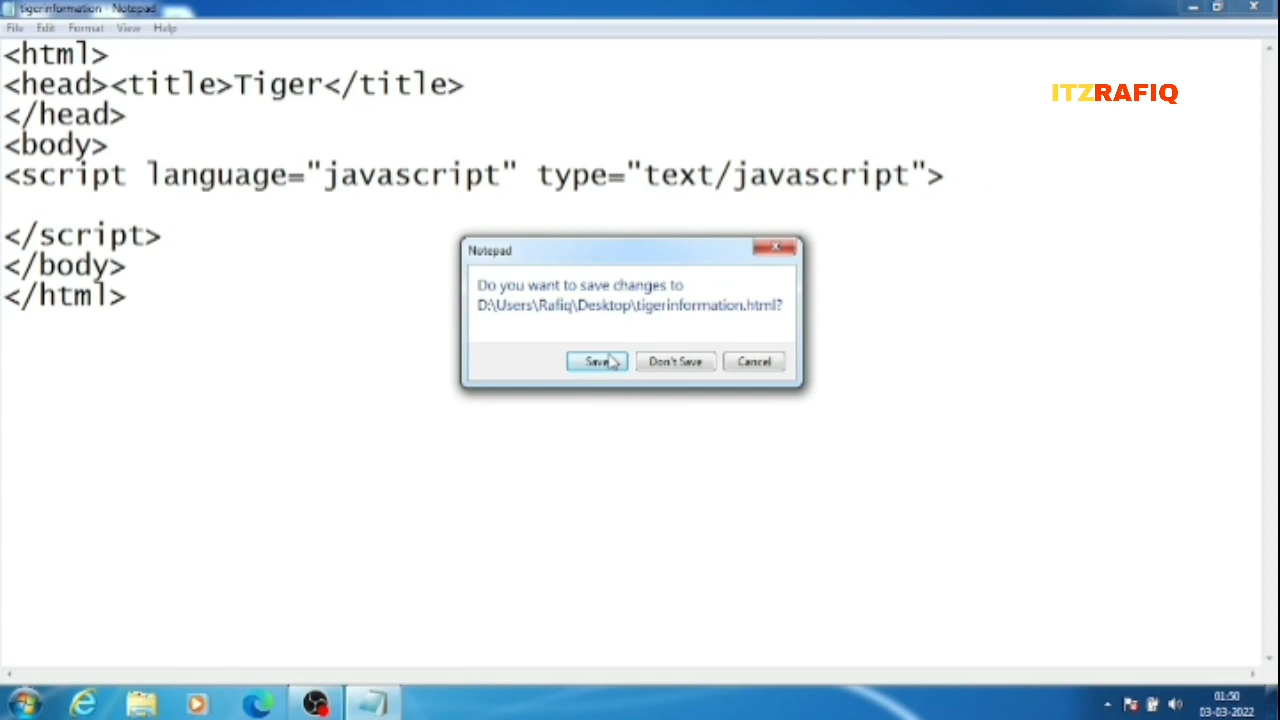 tigerinformation - Notepad
File Edit Format View Help
<html>
<head><title>Tiger</title>
</head>
<body>
<script language="javascript" type="text/javascript">
</script>
</body>
</html>
ITZRAFIQ
Notepad
Do you want to save changes to
D:\Users\Rafiq\Desktop\tigerinformation.html?
Save Don't Save Cancel
01:50
03-03-2022